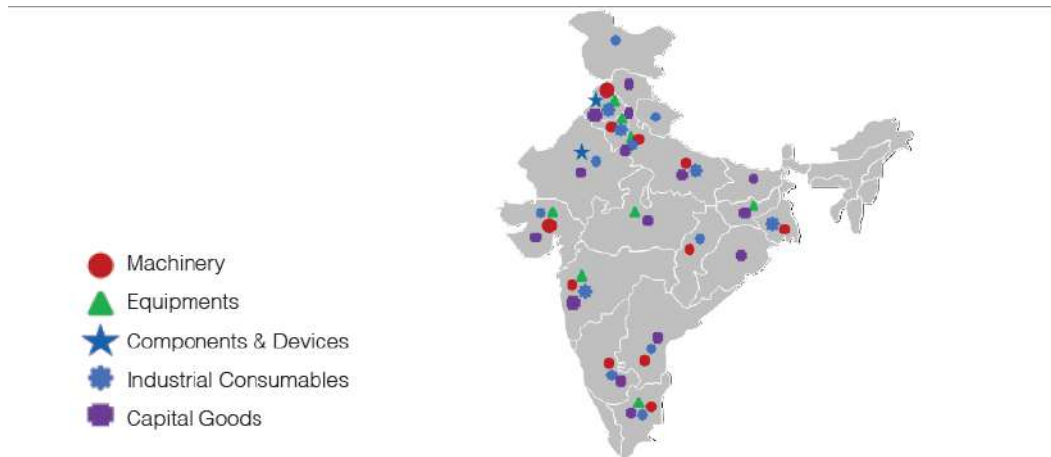 Machinery
Equipments
Components & Devices
Industrial Consumables
Capital Goods